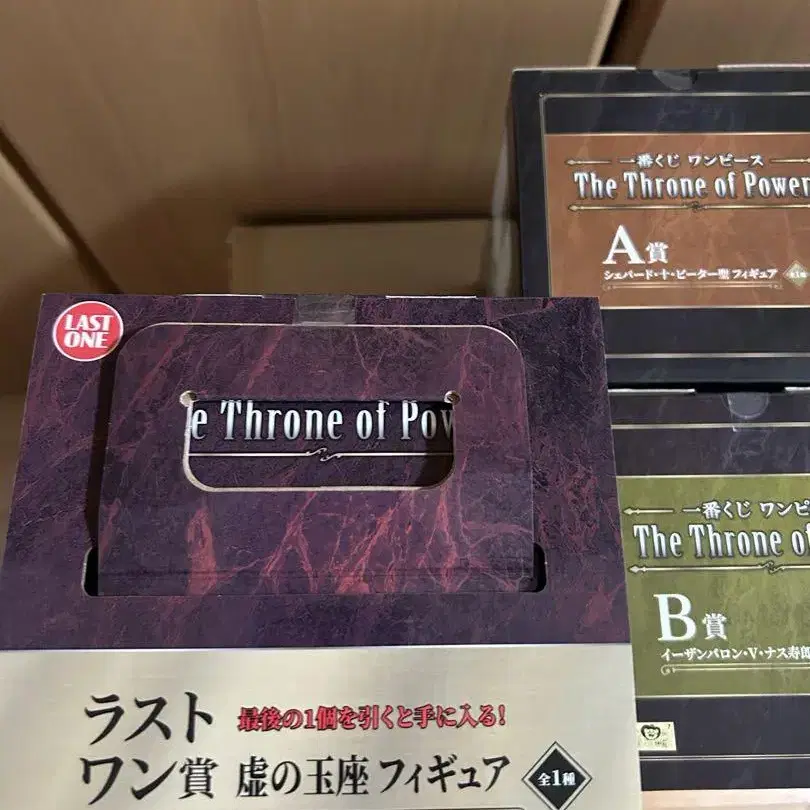 LAST
ONE
e Throne of Pow
ラスト
最後の1個を引くと手に入る!
ワン賞 虚の玉座 フィギュア
全1種
一番くじ ワンピース
The Throne of Power
A賞
シェパード・十・ピーター聖 フィギュア
全1種
一番くじ ワンピ
The Throne of
B賞
イーザンバロン・V・ナス寿郎